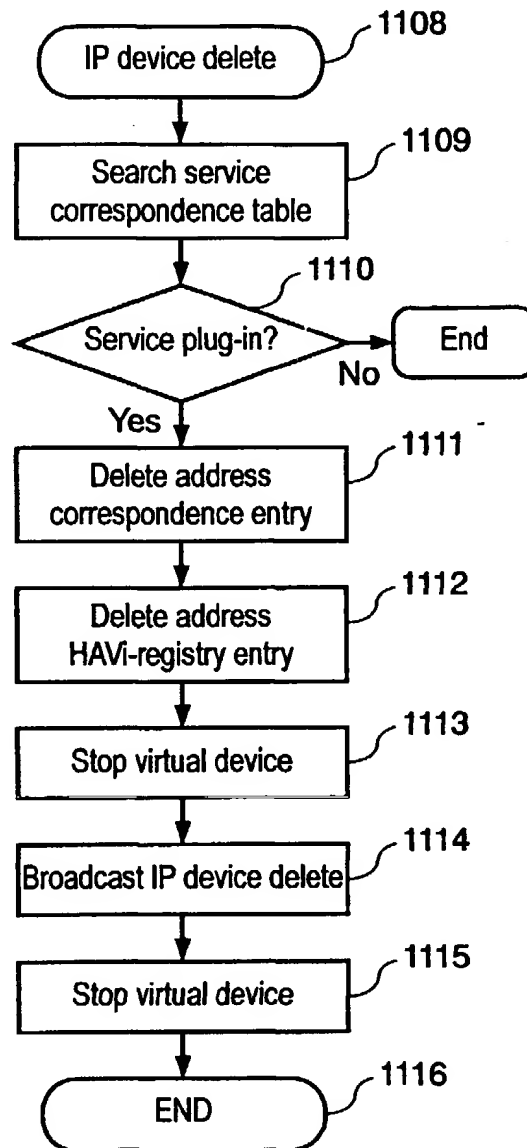 1108
IP device delete
1109
Search service
correspondence table
1110
Service plug-in?
End
No
Yes
1111
Delete address
correspondence entry
1112
Delete address
HAVi-registry entry
1113
Stop virtual device
1114
Broadcast IP device delete
1115
Stop virtual device
1116
END